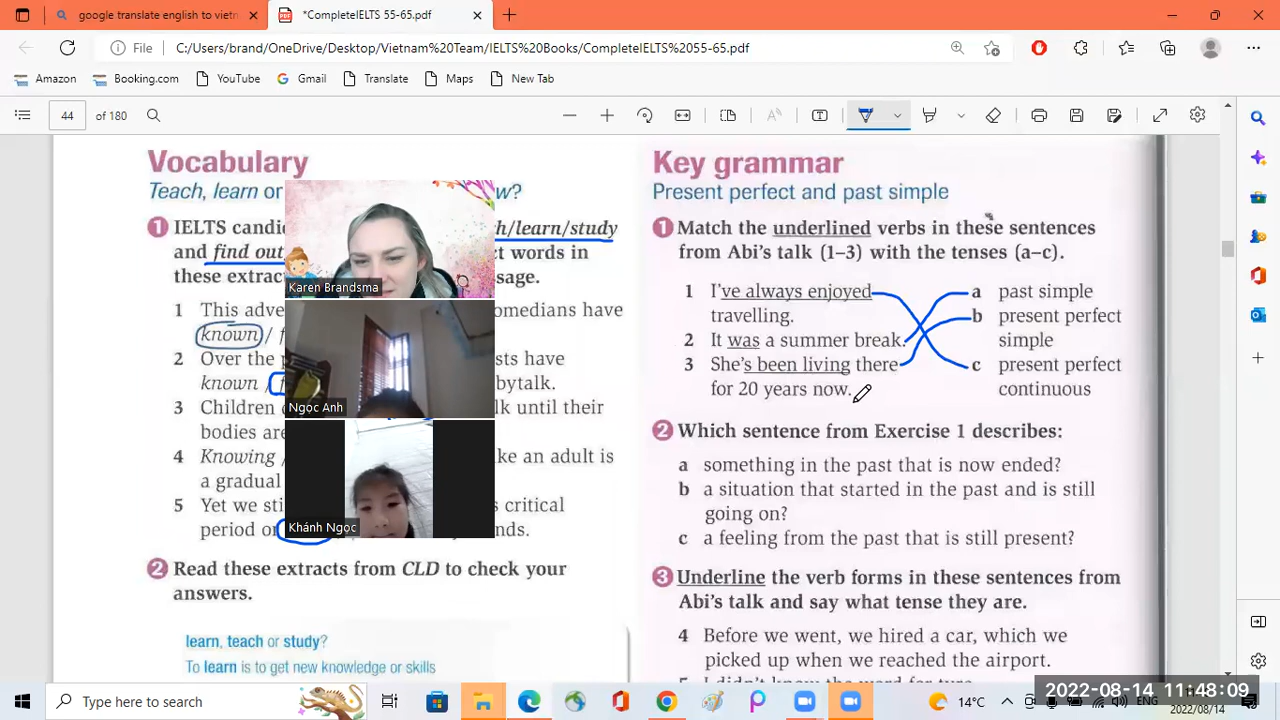 google translate to vietnam
*CompleteIELTS 55-65.pdf
File C:/Users/brand/OneDrive/Desktop/Vietnam%20Team/IELTS%20Books/CompleteIELTS%2055-65.pdf
Amazon Booking.com YouTube Gmail Translate Maps New Tab
44 of 180
Vocabulary
Teach, learn or w?
1 IELTS candi h/learn/study
and find out ct words in
these extrac sage.
1 This adve omedians have
known /
2 Over the p sts have
known / bytalk.
3 Children lk until their
bodies are
4 Knowing / ke an adult is
a gradual
5 Yet we sti s critical
period or nds.
2 Read these extracts from CLD to check your
answers.
learn, teach or study?
To learn is to get new knowledge or skills
Karen Brandsma
Ngọc Anh
Khánh Ngọc
Key grammar
Present perfect and past simple
1 Match the underlined verbs in these sentences
from Abi's talk (1–3) with the tenses (a–c).
1 I've always enjoyed
travelling.
2 It was a summer break.
3 She's been living there
for 20 years now.
a past simple
b present perfect
simple
c present perfect
continuous
2 Which sentence from Exercise 1 describes:
a something in the past that is now ended?
b a situation that started in the past and is still
going on?
c a feeling from the past that is still present?
3 Underline the verb forms in these sentences from
Abi's talk and say what tense they are.
4 Before we went, we hired a car, which we
picked up when we reached the airport.
5 I didn't know the word for tyre
Type here to search
14°C
ENG
2022-08-14 11:48:09
2022/08/14